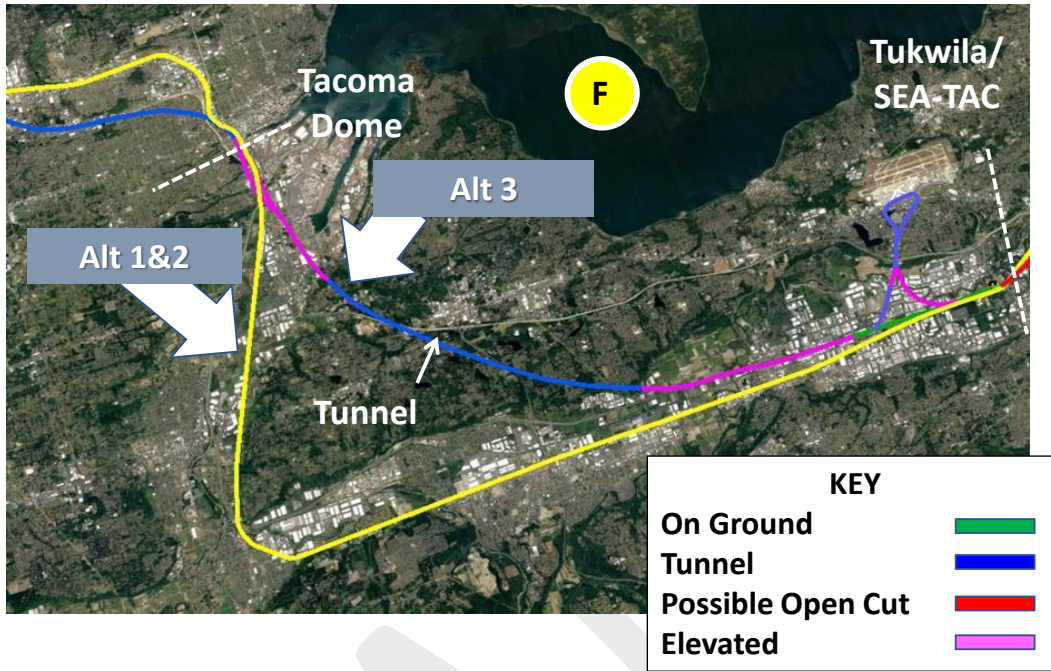 Tacoma
Dome
F
Tukwila/
SEA-TAC
Alt 3
Alt 1&2
Tunnel
KEY
On Ground
Tunnel
Possible Open Cut
Elevated